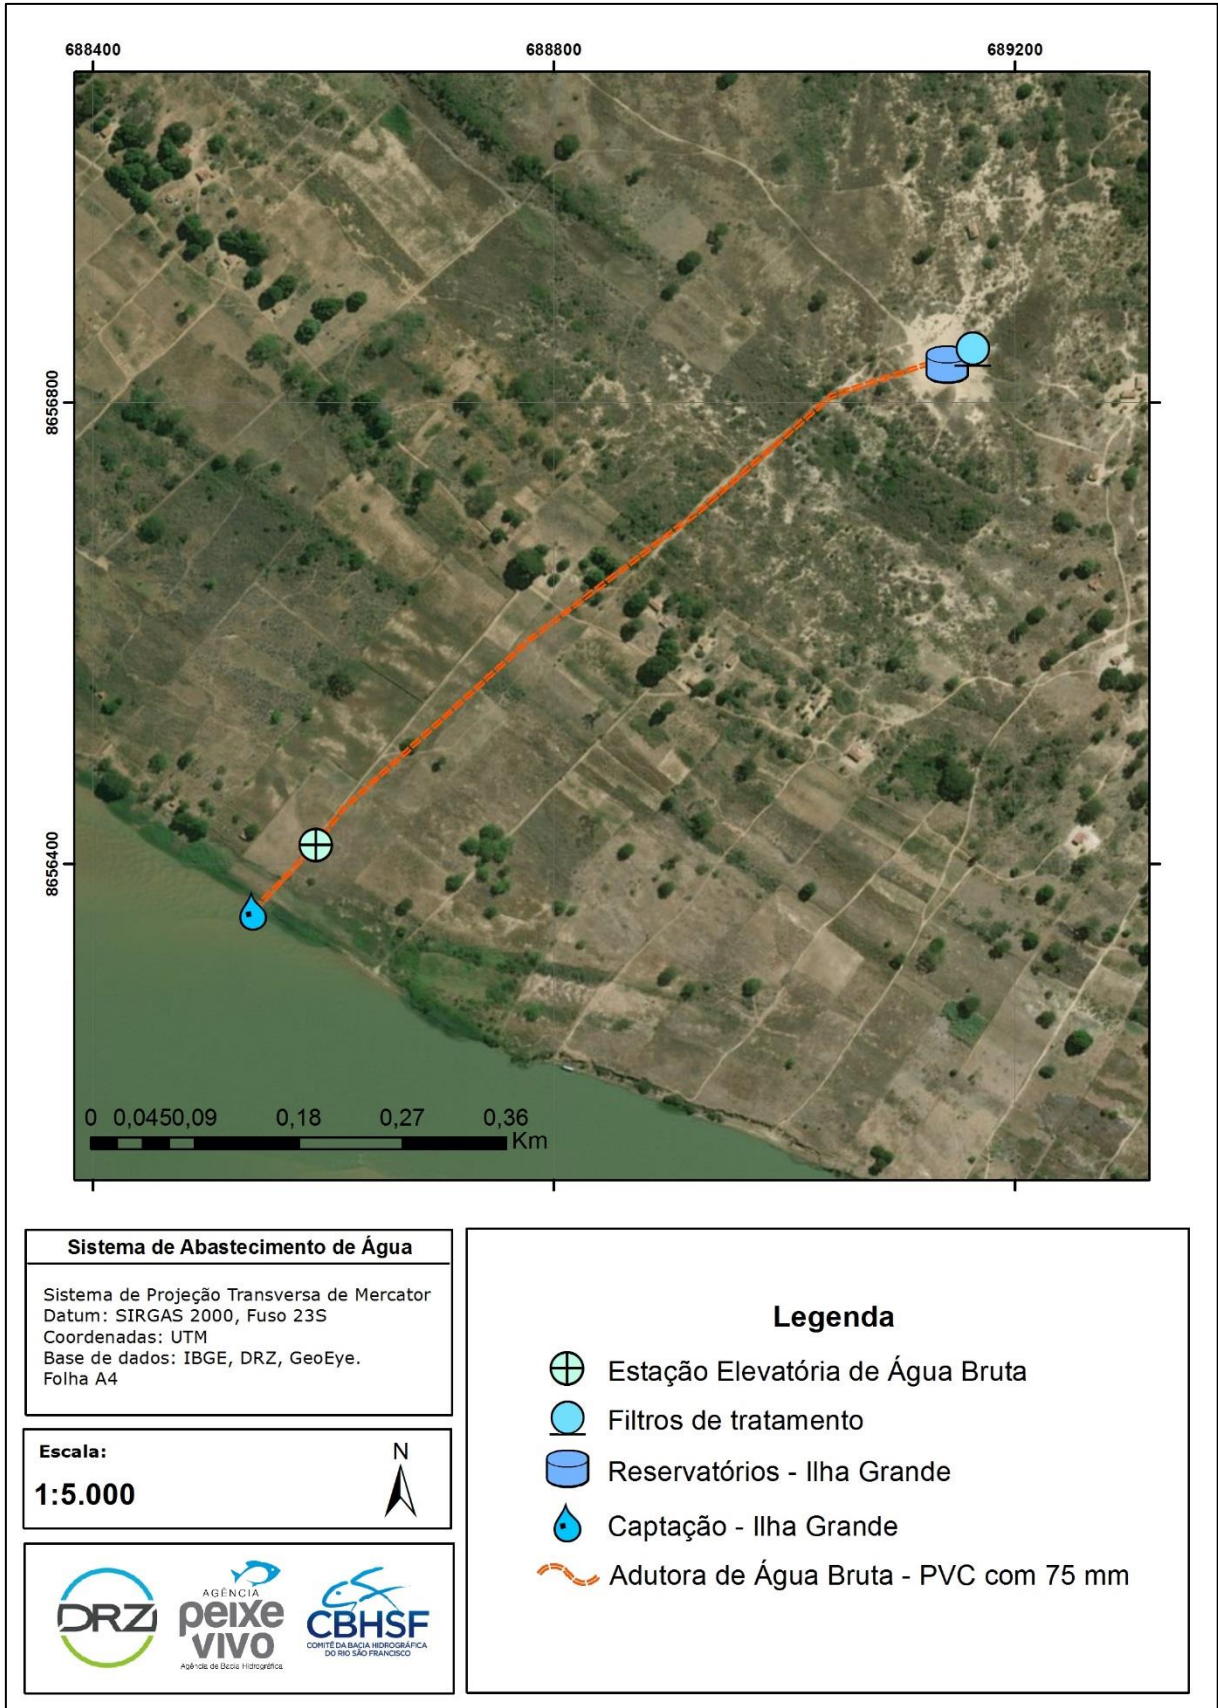 688400
688800
689200
8656800
8656400
0 0,0450,09 0,18 0,27 0,36
Km
Sistema de Abastecimento de Água
Sistema de Projeção Transversa de Mercator
Datum: SIRGAS 2000, Fuso 23S
Coordenadas: UTM
Base de dados: IBGE, DRZ, GeoEye.
Folha A4
Escala:
1:5.000
N
DRZ
AGÊNCIA
peixe
VIVO
Agência de Bacia Hidrográfica
CBHSF
COMITÊ DA BACIA HIDROGRÁFICA
DO RIO SÃO FRANCISCO
Legenda
Estação Elevatória de Água Bruta
Filtros de tratamento
Reservatórios - Ilha Grande
Captação - Ilha Grande
Adutora de Água Bruta - PVC com 75 mm